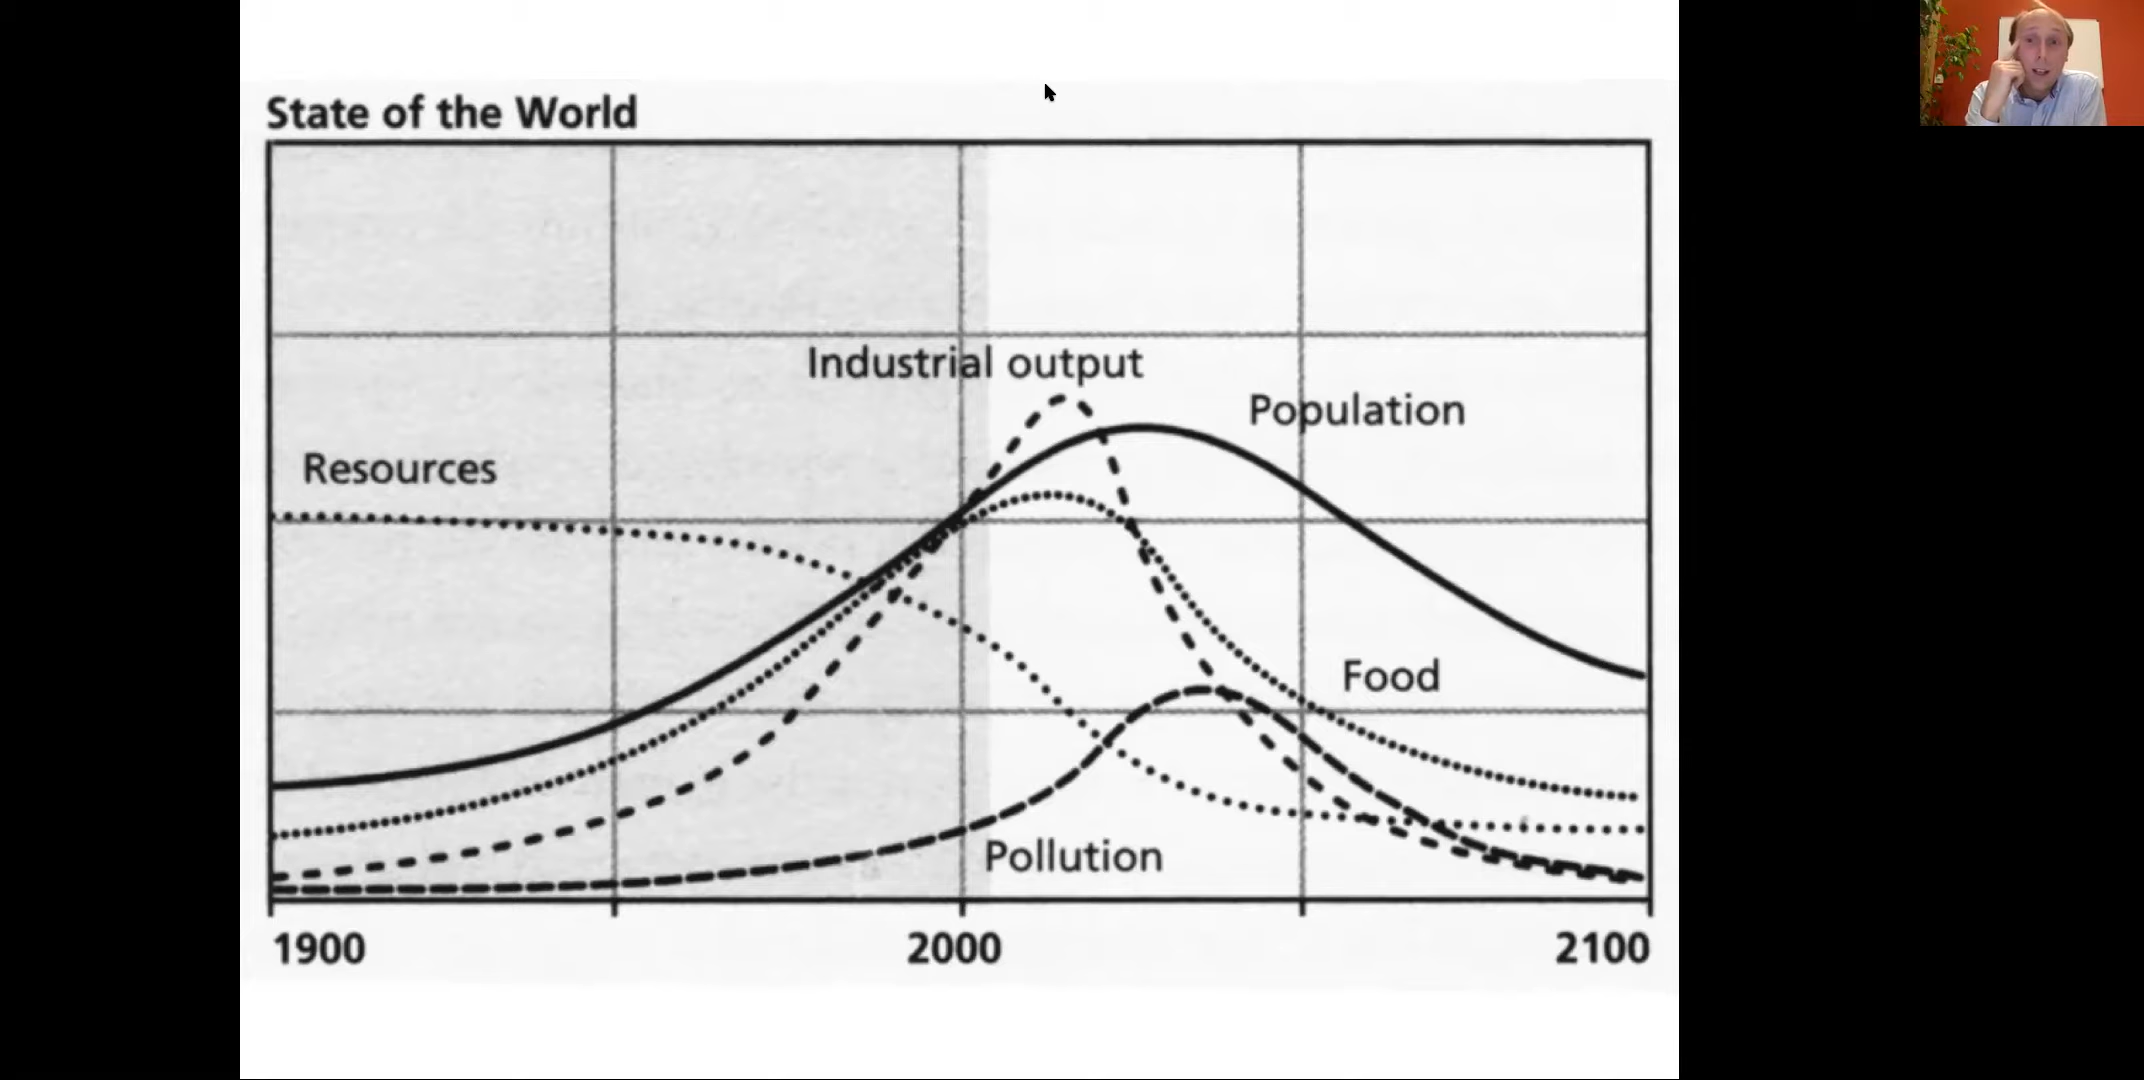 State of the World
Industrial output
Population
Resources
Food
Pollution
1900 2000 2100